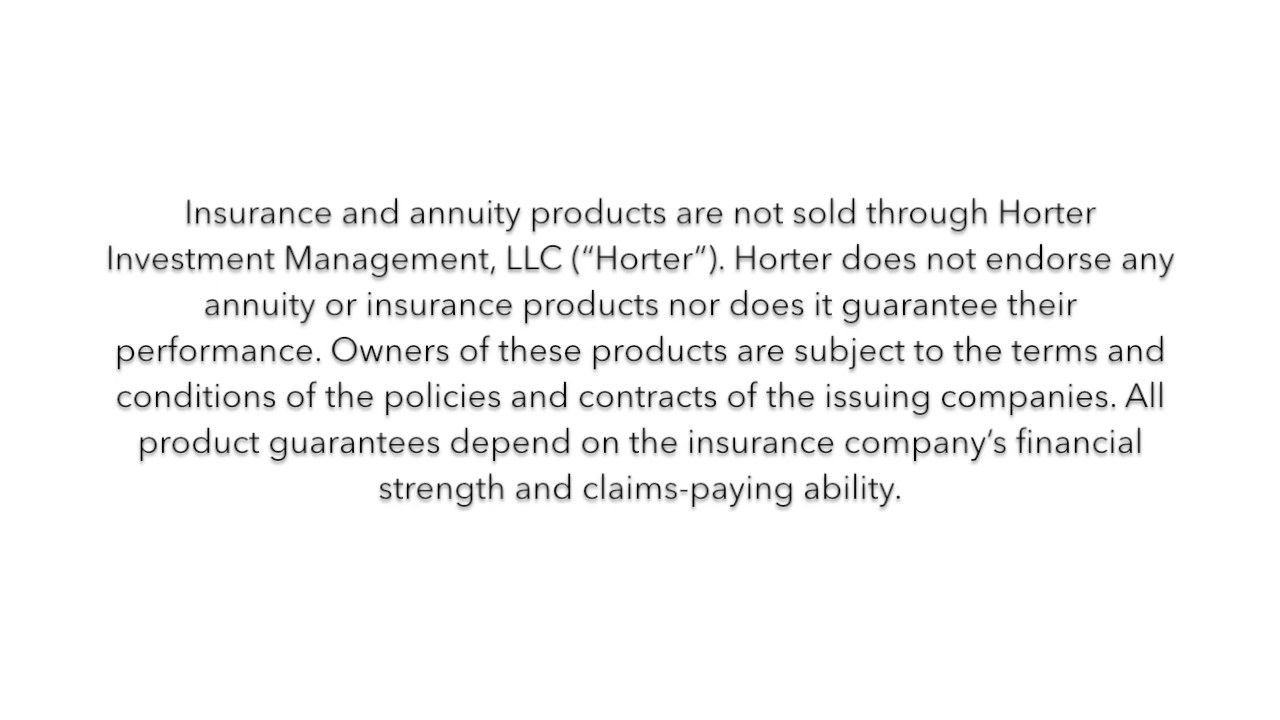 Insurance and annuity products are not sold through Horter
Investment Management, LLC (“Horter”). Horter does not endorse any
annuity or insurance products nor does it guarantee their
performance. Owners of these products are subject to the terms and
conditions of the policies and contracts of the issuing companies. All
product guarantees depend on the insurance company’s financial
strength and claims-paying ability.